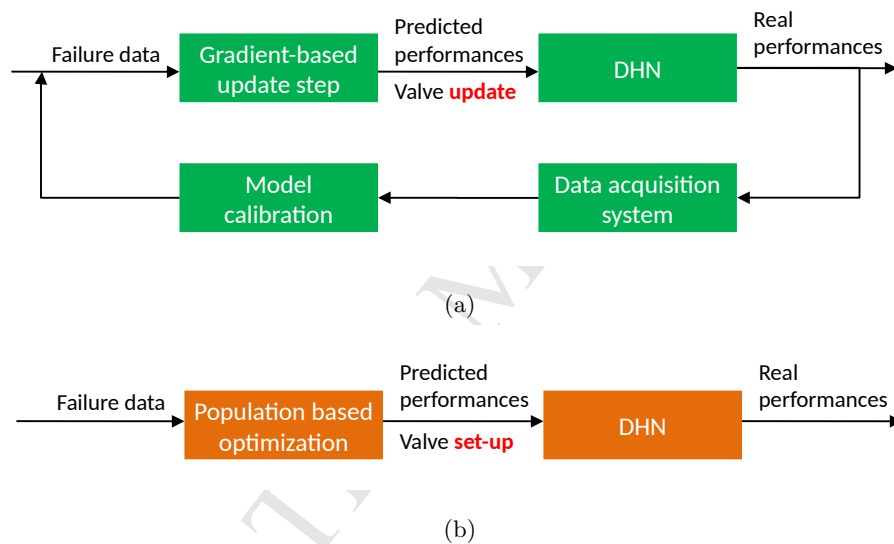 Failure data
Gradient-based
update step
Predicted
performances
Valve update
DHN
Real
performances
Model
calibration
Data acquisition
system
(a)
Failure data
Population based
optimization
Predicted
performances
Valve set-up
DHN
Real
performances
(b)